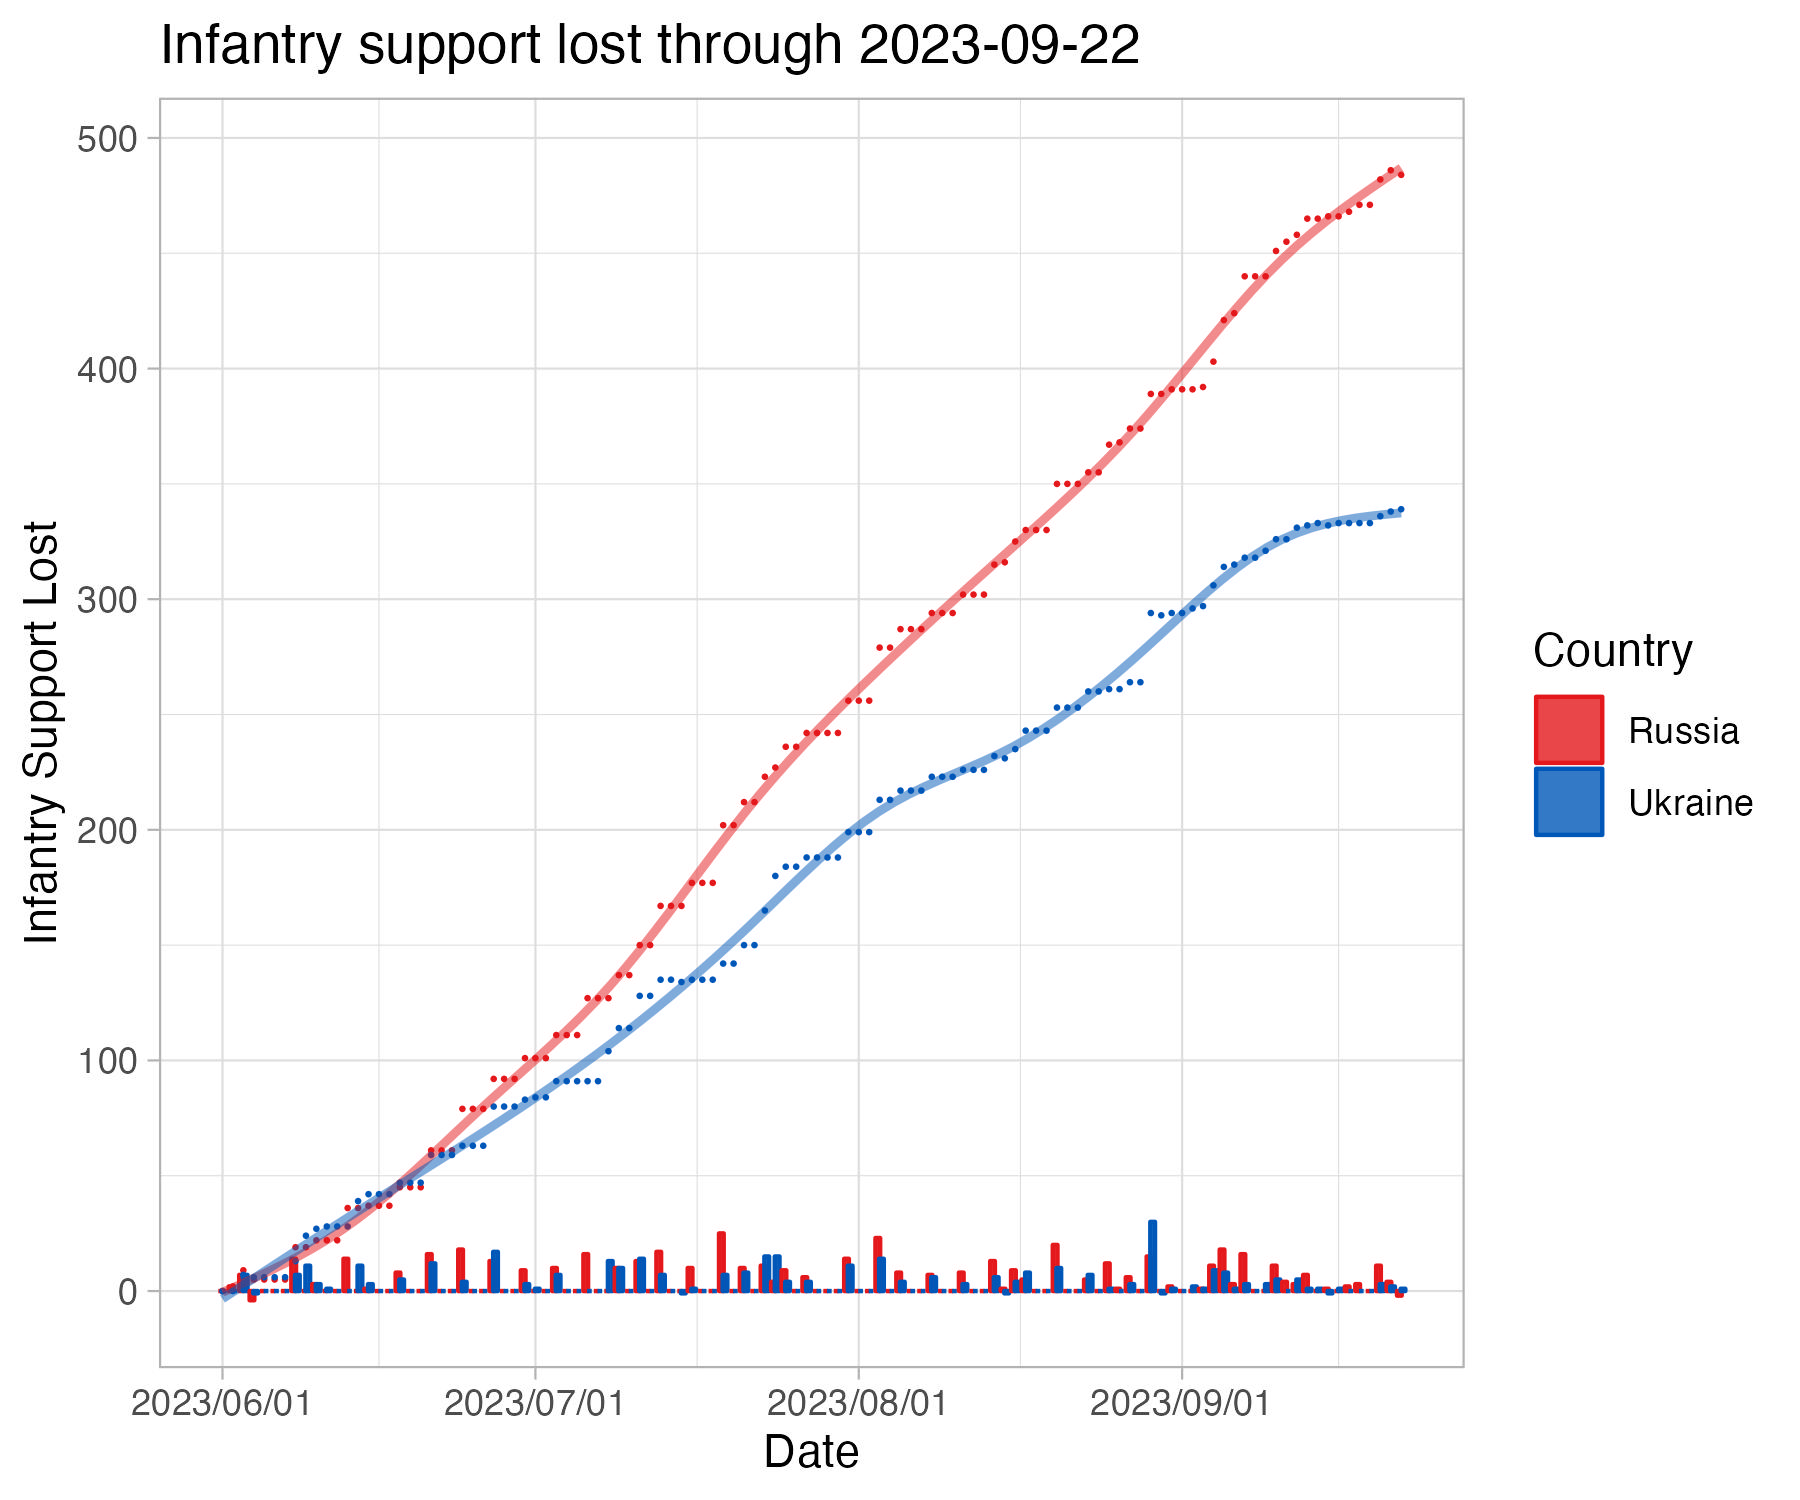 Infantry support lost through 2023-09-22
500
400
300
200
100
0
Infantry Support Lost
2023/06/01
2023/07/01
2023/08/01
2023/09/01
Date
Country
Russia
Ukraine